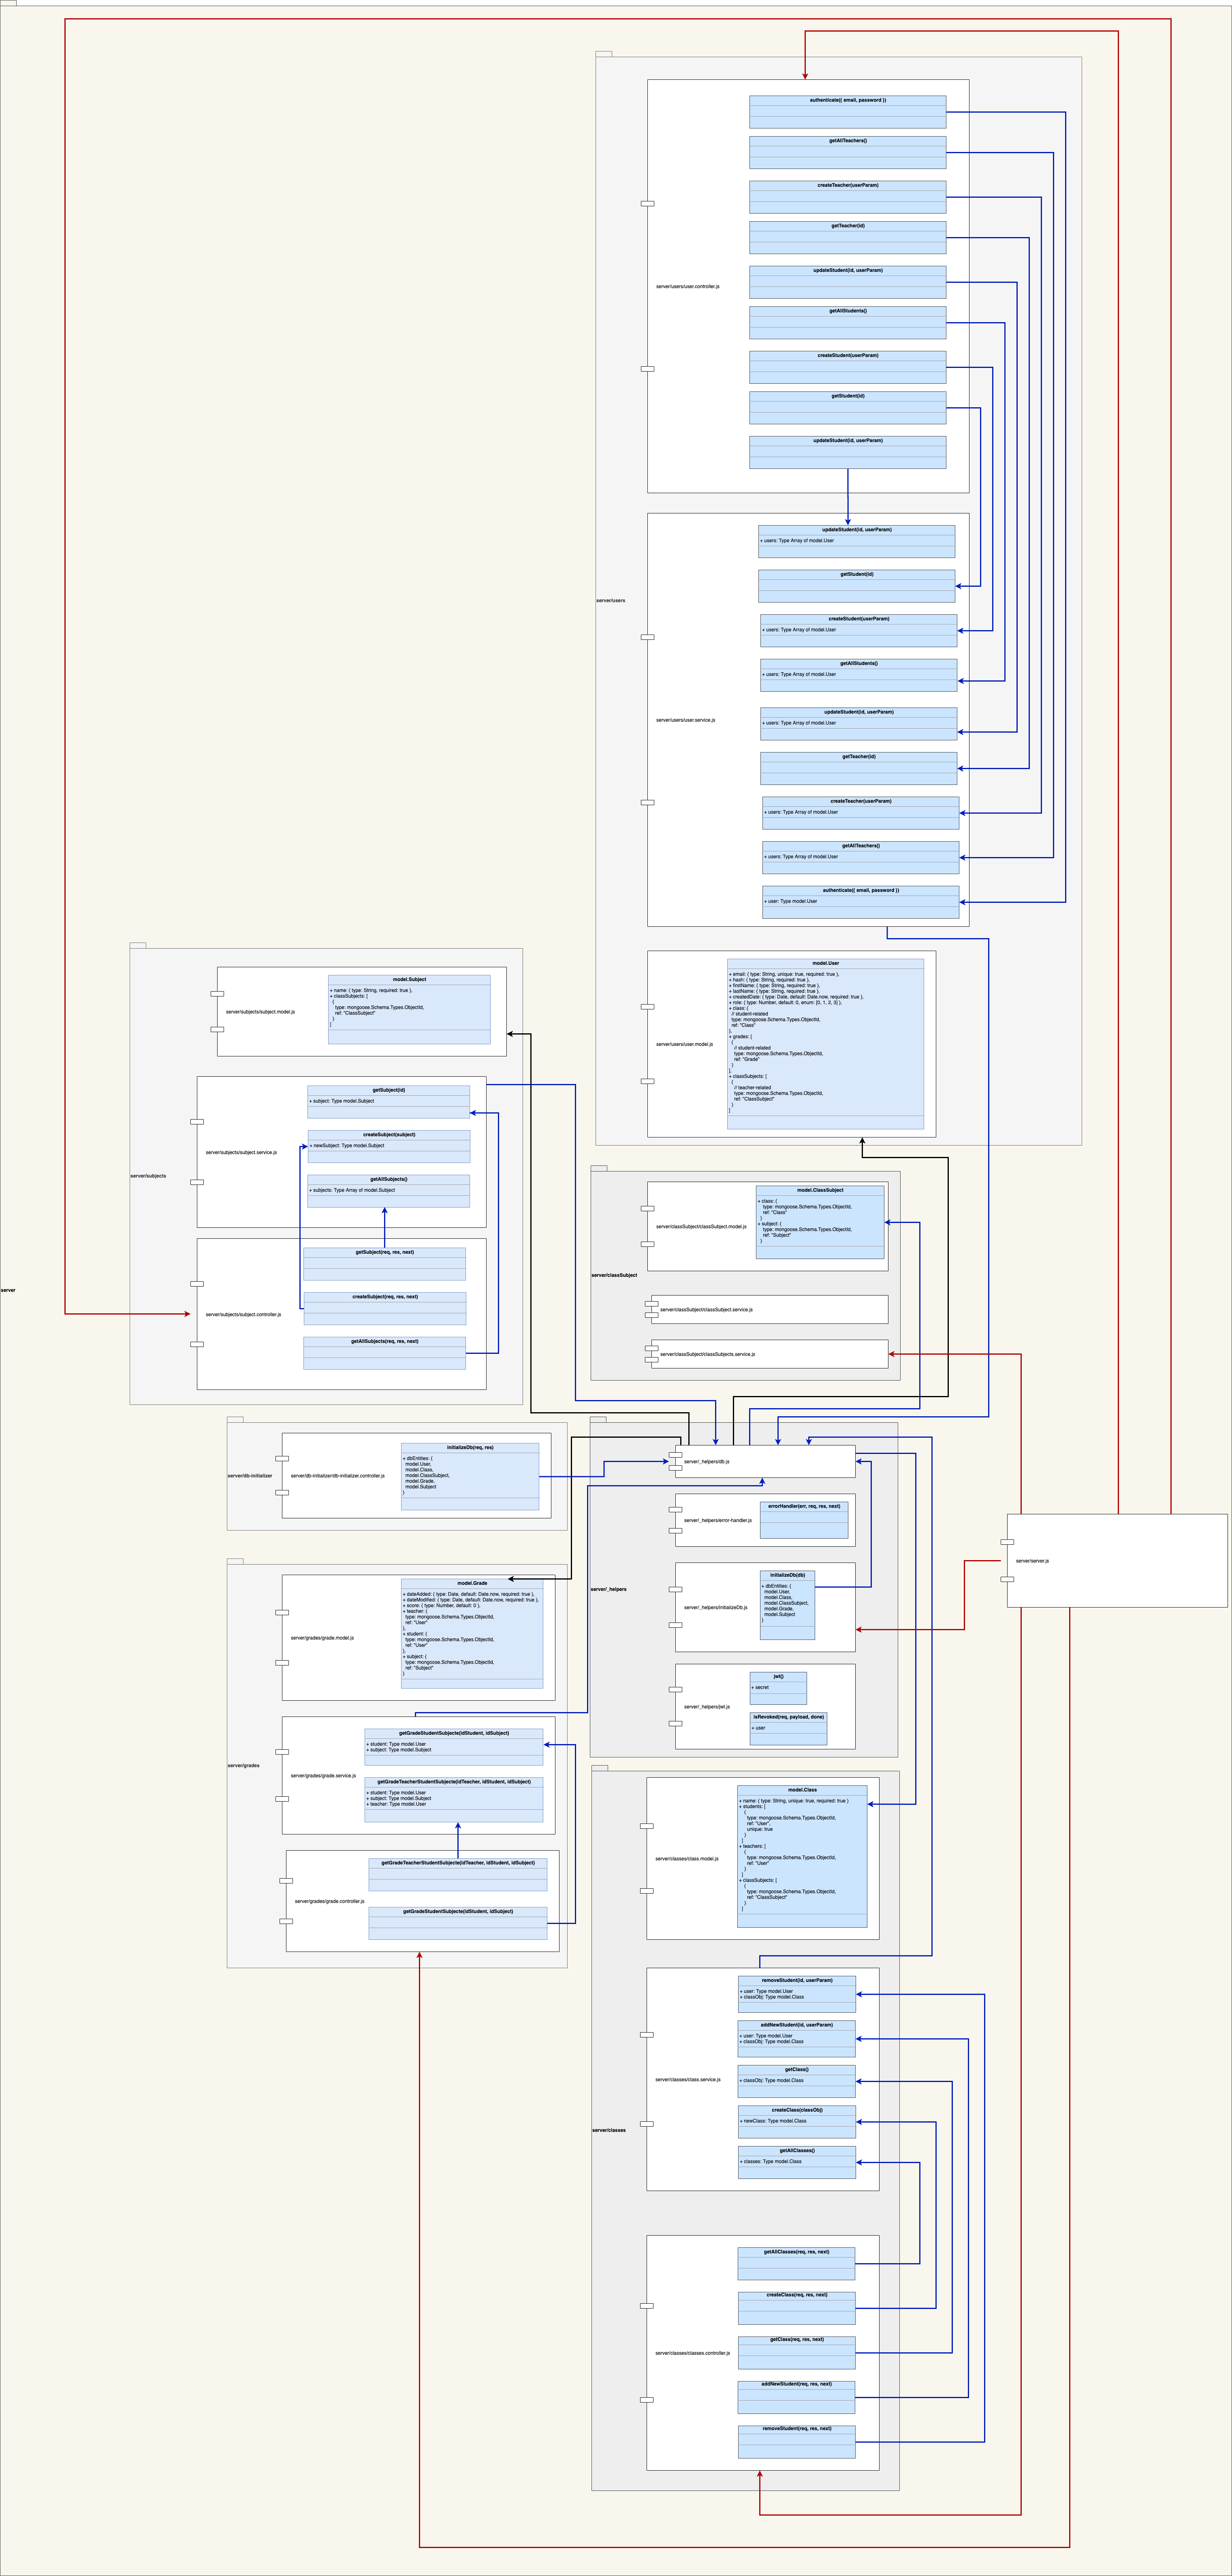 server
server/users
server/users/user.controller.js
authenticate({ email, password })
getAllTeachers()
createTeacher(userParam)
getTeacher(id)
updateStudent(id, userParam)
getAllStudents()
createStudent(userParam)
getStudent(id)
updateStudent(id, userParam)
server/users/user.service.js
updateStudent(id, userParam)
+ users: Type Array of model.User
getStudent(id)
createStudent(userParam)
+ users: Type Array of model.User
getAllStudents()
+ users: Type Array of model.User
updateStudent(id, userParam)
+ users: Type Array of model.User
getTeacher(id)
createTeacher(userParam)
+ users: Type Array of model.User
getAllTeachers()
+ users: Type Array of model.User
authenticate({ email, password })
+ user: Type model.User
server/users/user.model.js
model.User
+ email: { type: String, unique: true, required: true },
+ hash: { type: String, required: true },
+ firstName: { type: String, required: true },
+ lastName: { type: String, required: true },
+ createdDate: { type: Date, default: Date.now, required: true },
+ role: { type: Number, default: 0, enum: [0, 1, 2, 3] },
+ class: {
// student-related
type: mongoose.Schema.Types.ObjectId,
ref: "Class"
},
+ grades: [
{
// student-related
type: mongoose.Schema.Types.ObjectId,
ref: "Grade"
}
],
+ classSubjects: [
{
// teacher-related
type: mongoose.Schema.Types.ObjectId,
ref: "ClassSubject"
}
]
server/subjects
server/subjects/subject.model.js
model.Subject
+ name: { type: String, required: true },
+ classSubjects: [
{
type: mongoose.Schema.Types.ObjectId,
ref: "ClassSubject"
}
]
server/subjects/subject.service.js
getSubject(id)
+ subject: Type model.Subject
createSubject(subject)
+ newSubject: Type model.Subject
getAllSubjects()
+ subjects: Type Array of model.Subject
server/subjects/subject.controller.js
getSubject(req, res, next)
createSubject(req, res, next)
getAllSubjects(req, res, next)
server/classSubject
server/classSubject/classSubject.model.js
model.ClassSubject
+ class: {
type: mongoose.Schema.Types.ObjectId,
ref: "Class"
}
+ subject: {
type: mongoose.Schema.Types.ObjectId,
ref: "Subject"
}
server/classSubject/classSubject.service.js
server/classSubject/classSubjects.service.js
server/db-initializer
server/db-initializer/db-initializer.controller.js
initializeDb(req, res)
+ dbEntities: {
model.User,
model.Class,
model.ClassSubject,
model.Grade,
model.Subject
}
server/_helpers
server/_helpers/db.js
server/_helpers/error-handler.js
errorHandler(err, req, res, next)
server/_helpers/initializeDb.js
initializeDb(db)
+ dbEntities: {
model.User,
model.Class,
model.ClassSubject,
model.Grade,
model.Subject
}
server/_helpers/jwt.js
jwt()
+ secret
isRevoked(req, payload, done)
+ user
server/server.js
server/grades
server/grades/grade.model.js
model.Grade
+ dateAdded: { type: Date, default: Date.now, required: true },
+ dateModified: { type: Date, default: Date.now, required: true },
+ score: { type: Number, default: 0 },
+ teacher: {
type: mongoose.Schema.Types.ObjectId,
ref: "User"
},
+ student: {
type: mongoose.Schema.Types.ObjectId,
ref: "User"
},
+ subject: {
type: mongoose.Schema.Types.ObjectId,
ref: "Subject"
}
server/grades/grade.service.js
getGradeStudentSubjecte(idStudent, idSubject)
+ student: Type model.User
+ subject: Type model.Subject
getGradeTeacherStudentSubjecte(idTeacher, idStudent, idSubject)
+ student: Type model.User
+ subject: Type model.Subject
+ teacher: Type model.User
server/grades/grade.controller.js
getGradeTeacherStudentSubjecte(idTeacher, idStudent, idSubject)
getGradeStudentSubjecte(idStudent, idSubject)
server/classes
server/classes/class.model.js
model.Class
+ name: { type: String, unique: true, required: true }
+ students: [
{
type: mongoose.Schema.Types.ObjectId,
ref: "User",
unique: true
}
]
+ teachers: [
{
type: mongoose.Schema.Types.ObjectId,
ref: "User"
}
]
+ classSubjects: [
{
type: mongoose.Schema.Types.ObjectId,
ref: "ClassSubject"
}
]
server/classes/class.service.js
removeStudent(id, userParam)
+ user: Type model.User
+ classObj: Type model.Class
addNewStudent(id, userParam)
+ user: Type model.User
+ classObj: Type model.Class
getClass()
+ classObj: Type model.Class
createClass(classObj)
+ newClass: Type model.Class
getAllClasses()
+ classes: Type model.Class
server/classes/classes.controller.js
getAllClasses(req, res, next)
createClass(req, res, next)
getClass(req, res, next)
addNewStudent(req, res, next)
removeStudent(req, res, next)